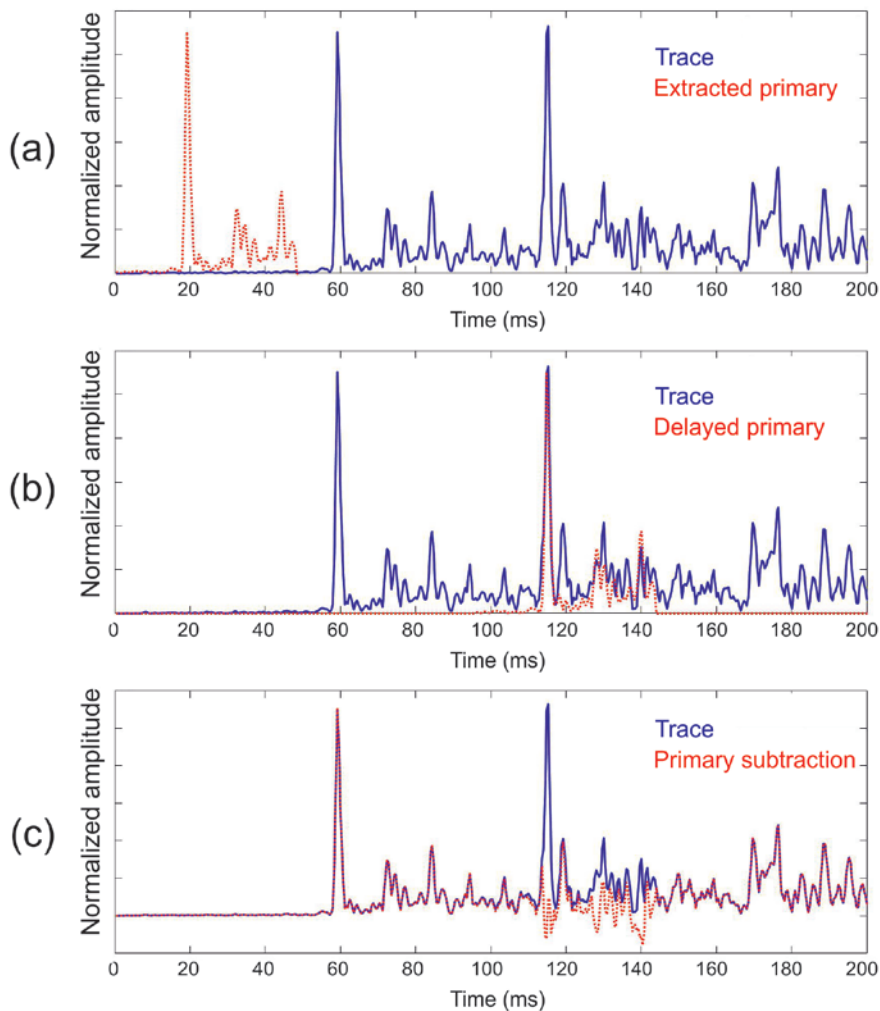 (a)
Normalized amplitude
Trace
Extracted primary
0 20 40 60 80 100 120 140 160 180 200
Time (ms)
(b)
Normalized amplitude
Trace
Delayed primary
0 20 40 60 80 100 120 140 160 180 200
Time (ms)
(c)
Normalized amplitude
Trace
Primary subtraction
0 20 40 60 80 100 120 140 160 180 200
Time (ms)